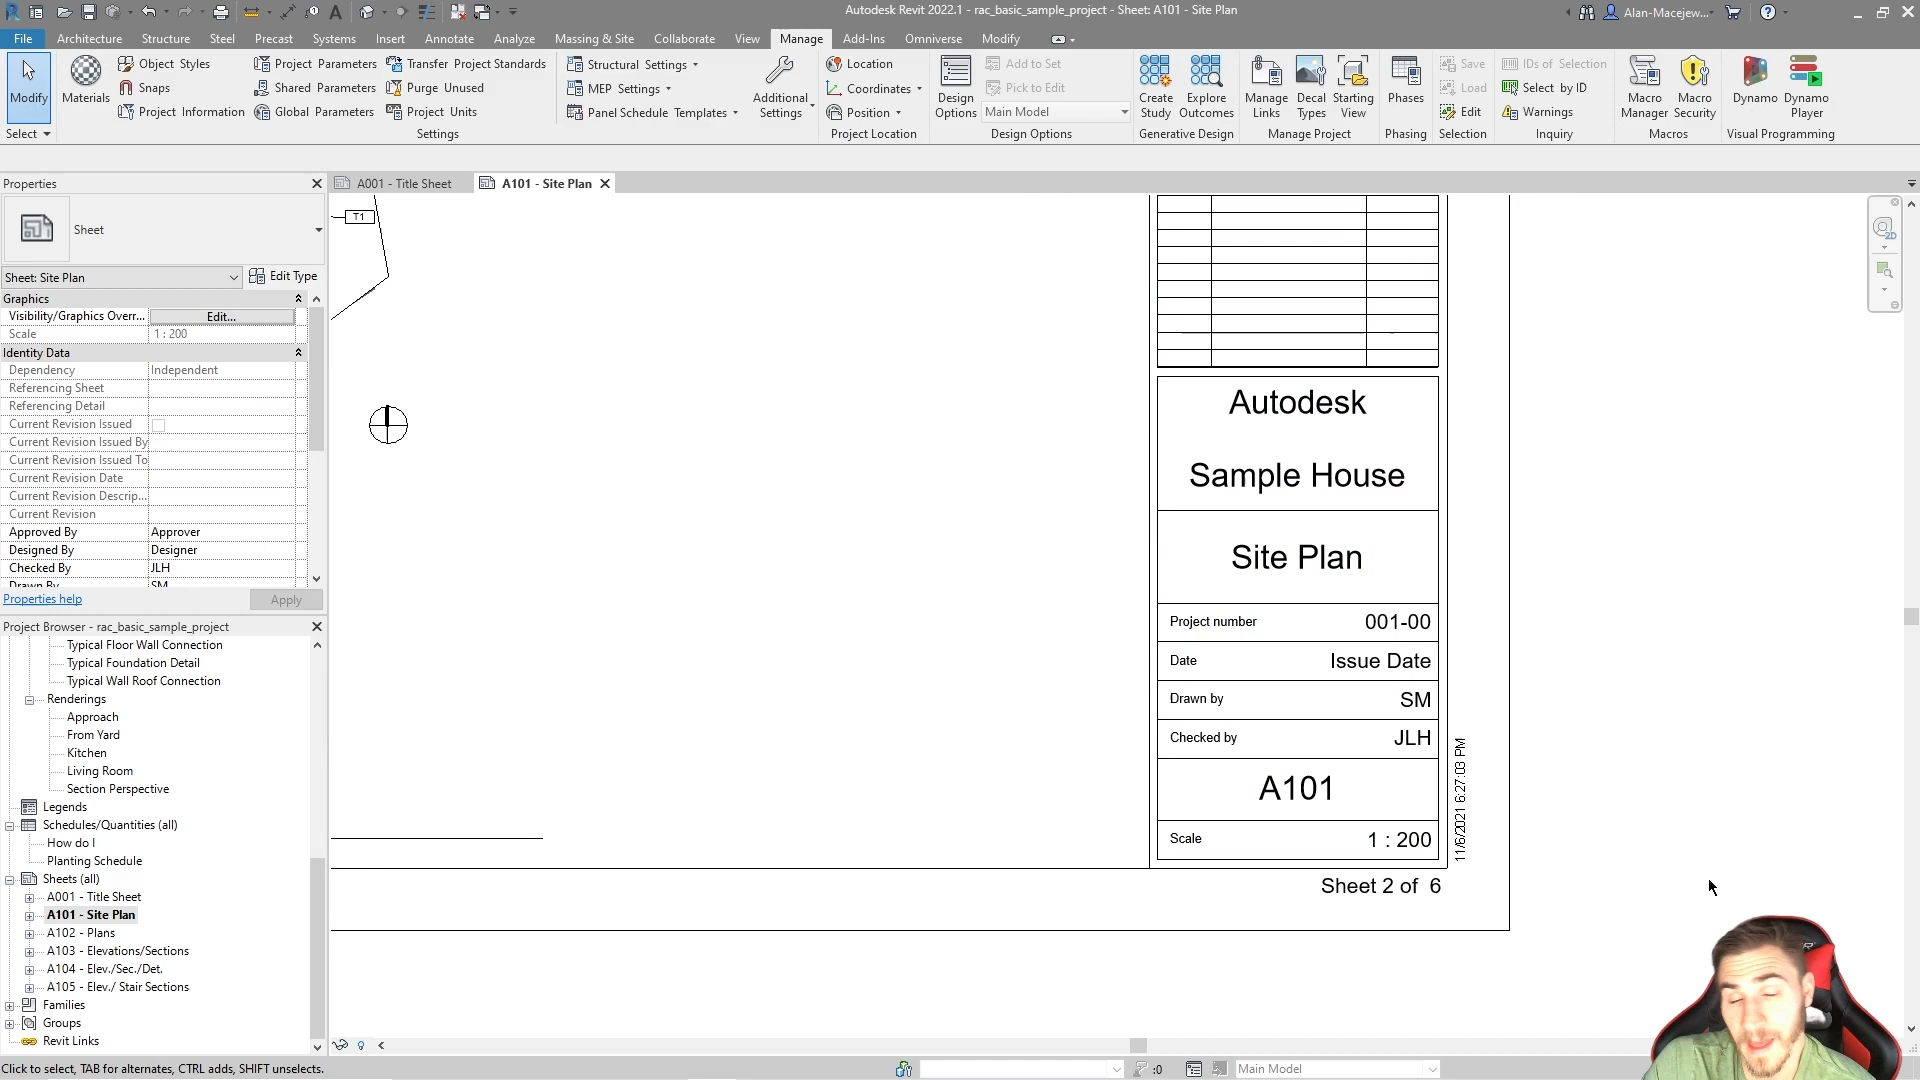 Autodesk Revit 2022.1 - rac_basic_sample_project - Sheet: A101 - Site Plan
Alan-Macejew...
File Architecture Structure Steel Precast Systems Insert Annotate Analyze Massing & Site Collaborate View Manage Add-Ins Omniverse Modify
Modify
Select
Materials
Object Styles
Snaps
Project Information
Project Parameters
Shared Parameters
Global Parameters
Transfer Project Standards
Purge Unused
Project Units
Settings
Structural Settings
MEP Settings
Panel Schedule Templates
Additional Settings
Location
Coordinates
Position
Project Location
Design Options
Add to Set
Pick to Edit
Main Model
Design Options
Create Study
Explore Outcomes
Generative Design
Manage Links
Decal Types
Starting View
Manage Project
Phases
Phasing
Save
Load
Edit
Selection
IDs of Selection
Select by ID
Warnings
Inquiry
Macro Manager
Macro Security
Macros
Dynamo
Dynamo Player
Visual Programming
Properties
Sheet
Sheet: Site Plan
Edit Type
Graphics
Visibility/Graphics Overr... Edit...
Scale 1 : 200
Identity Data
Dependency Independent
Referencing Sheet
Referencing Detail
Current Revision Issued
Current Revision Issued By
Current Revision Issued To
Current Revision Date
Current Revision Descrip...
Current Revision
Approved By Approver
Designed By Designer
Checked By JLH
Drawn By SM
Properties help
Apply
Project Browser - rac_basic_sample_project
Typical Floor Wall Connection
Typical Foundation Detail
Typical Wall Roof Connection
Renderings
Approach
From Yard
Kitchen
Living Room
Section Perspective
Legends
Schedules/Quantities (all)
How do I
Planting Schedule
Sheets (all)
A001 - Title Sheet
A101 - Site Plan
A102 - Plans
A103 - Elevations/Sections
A104 - Elev./Sec./Det.
A105 - Elev./ Stair Sections
Families
Groups
Revit Links
A001 - Title Sheet
A101 - Site Plan
T1
2D
Autodesk
Sample House
Site Plan
Project number 001-00
Date Issue Date
Drawn by SM
Checked by JLH
A101
Scale 1 : 200
11/6/2021 6:27:03 PM
Sheet 2 of 6
Click to select, TAB for alternates, CTRL adds, SHIFT unselects.
:0
Main Model